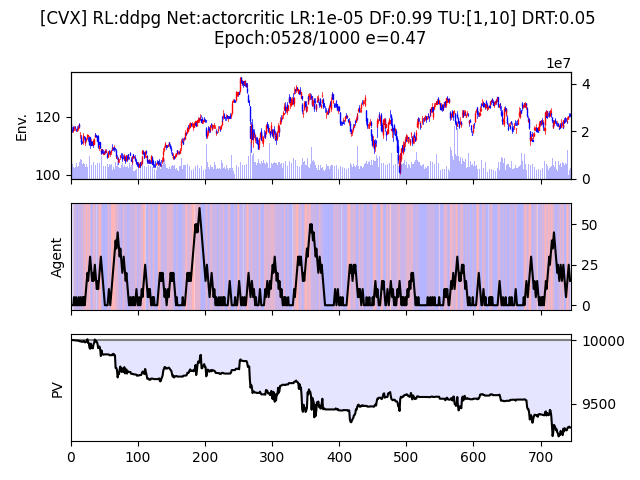 [CVX] RL:ddpg Net:actorcritic LR:1e-05 DF:0.99 TU:[1,10] DRT:0.05
Epoch:0528/1000 e=0.47
1e7
Env.
120
100
4
2
0
Agent
50
25
0
PV
10000
9500
0 100 200 300 400 500 600 700